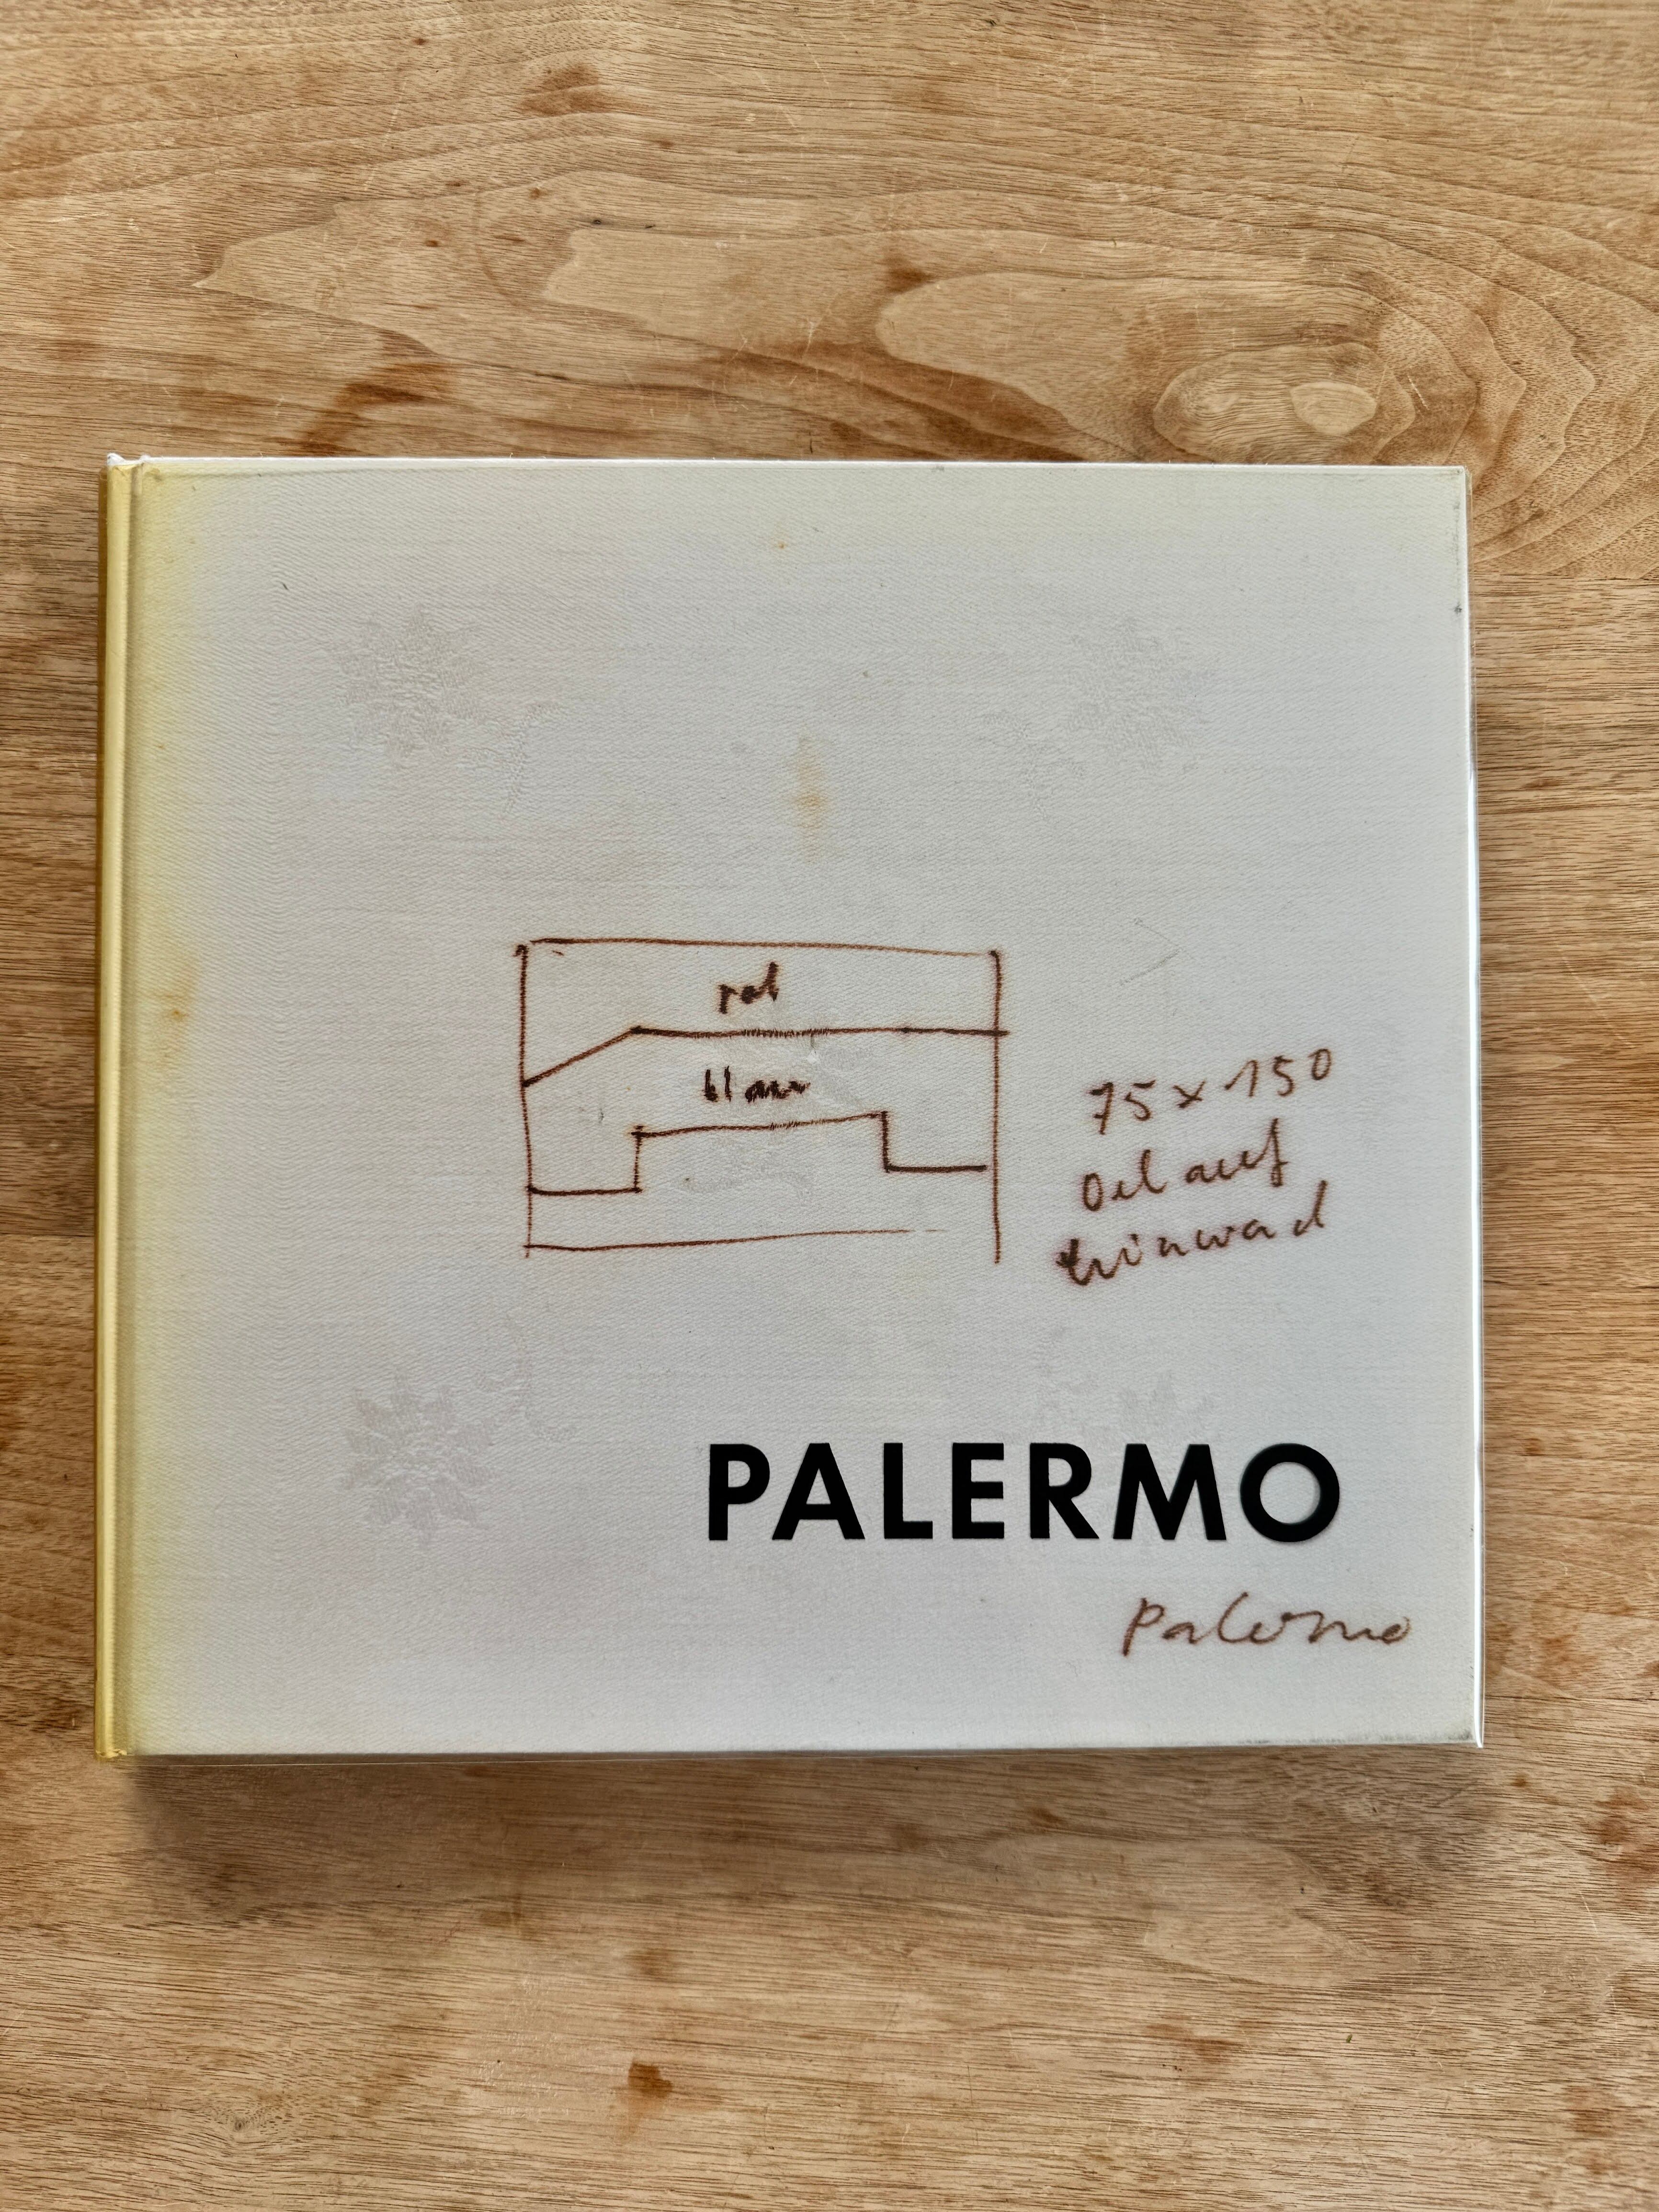 rot
blau
75 x 150
Oel auf
leinwand
PALERMO
Palermo